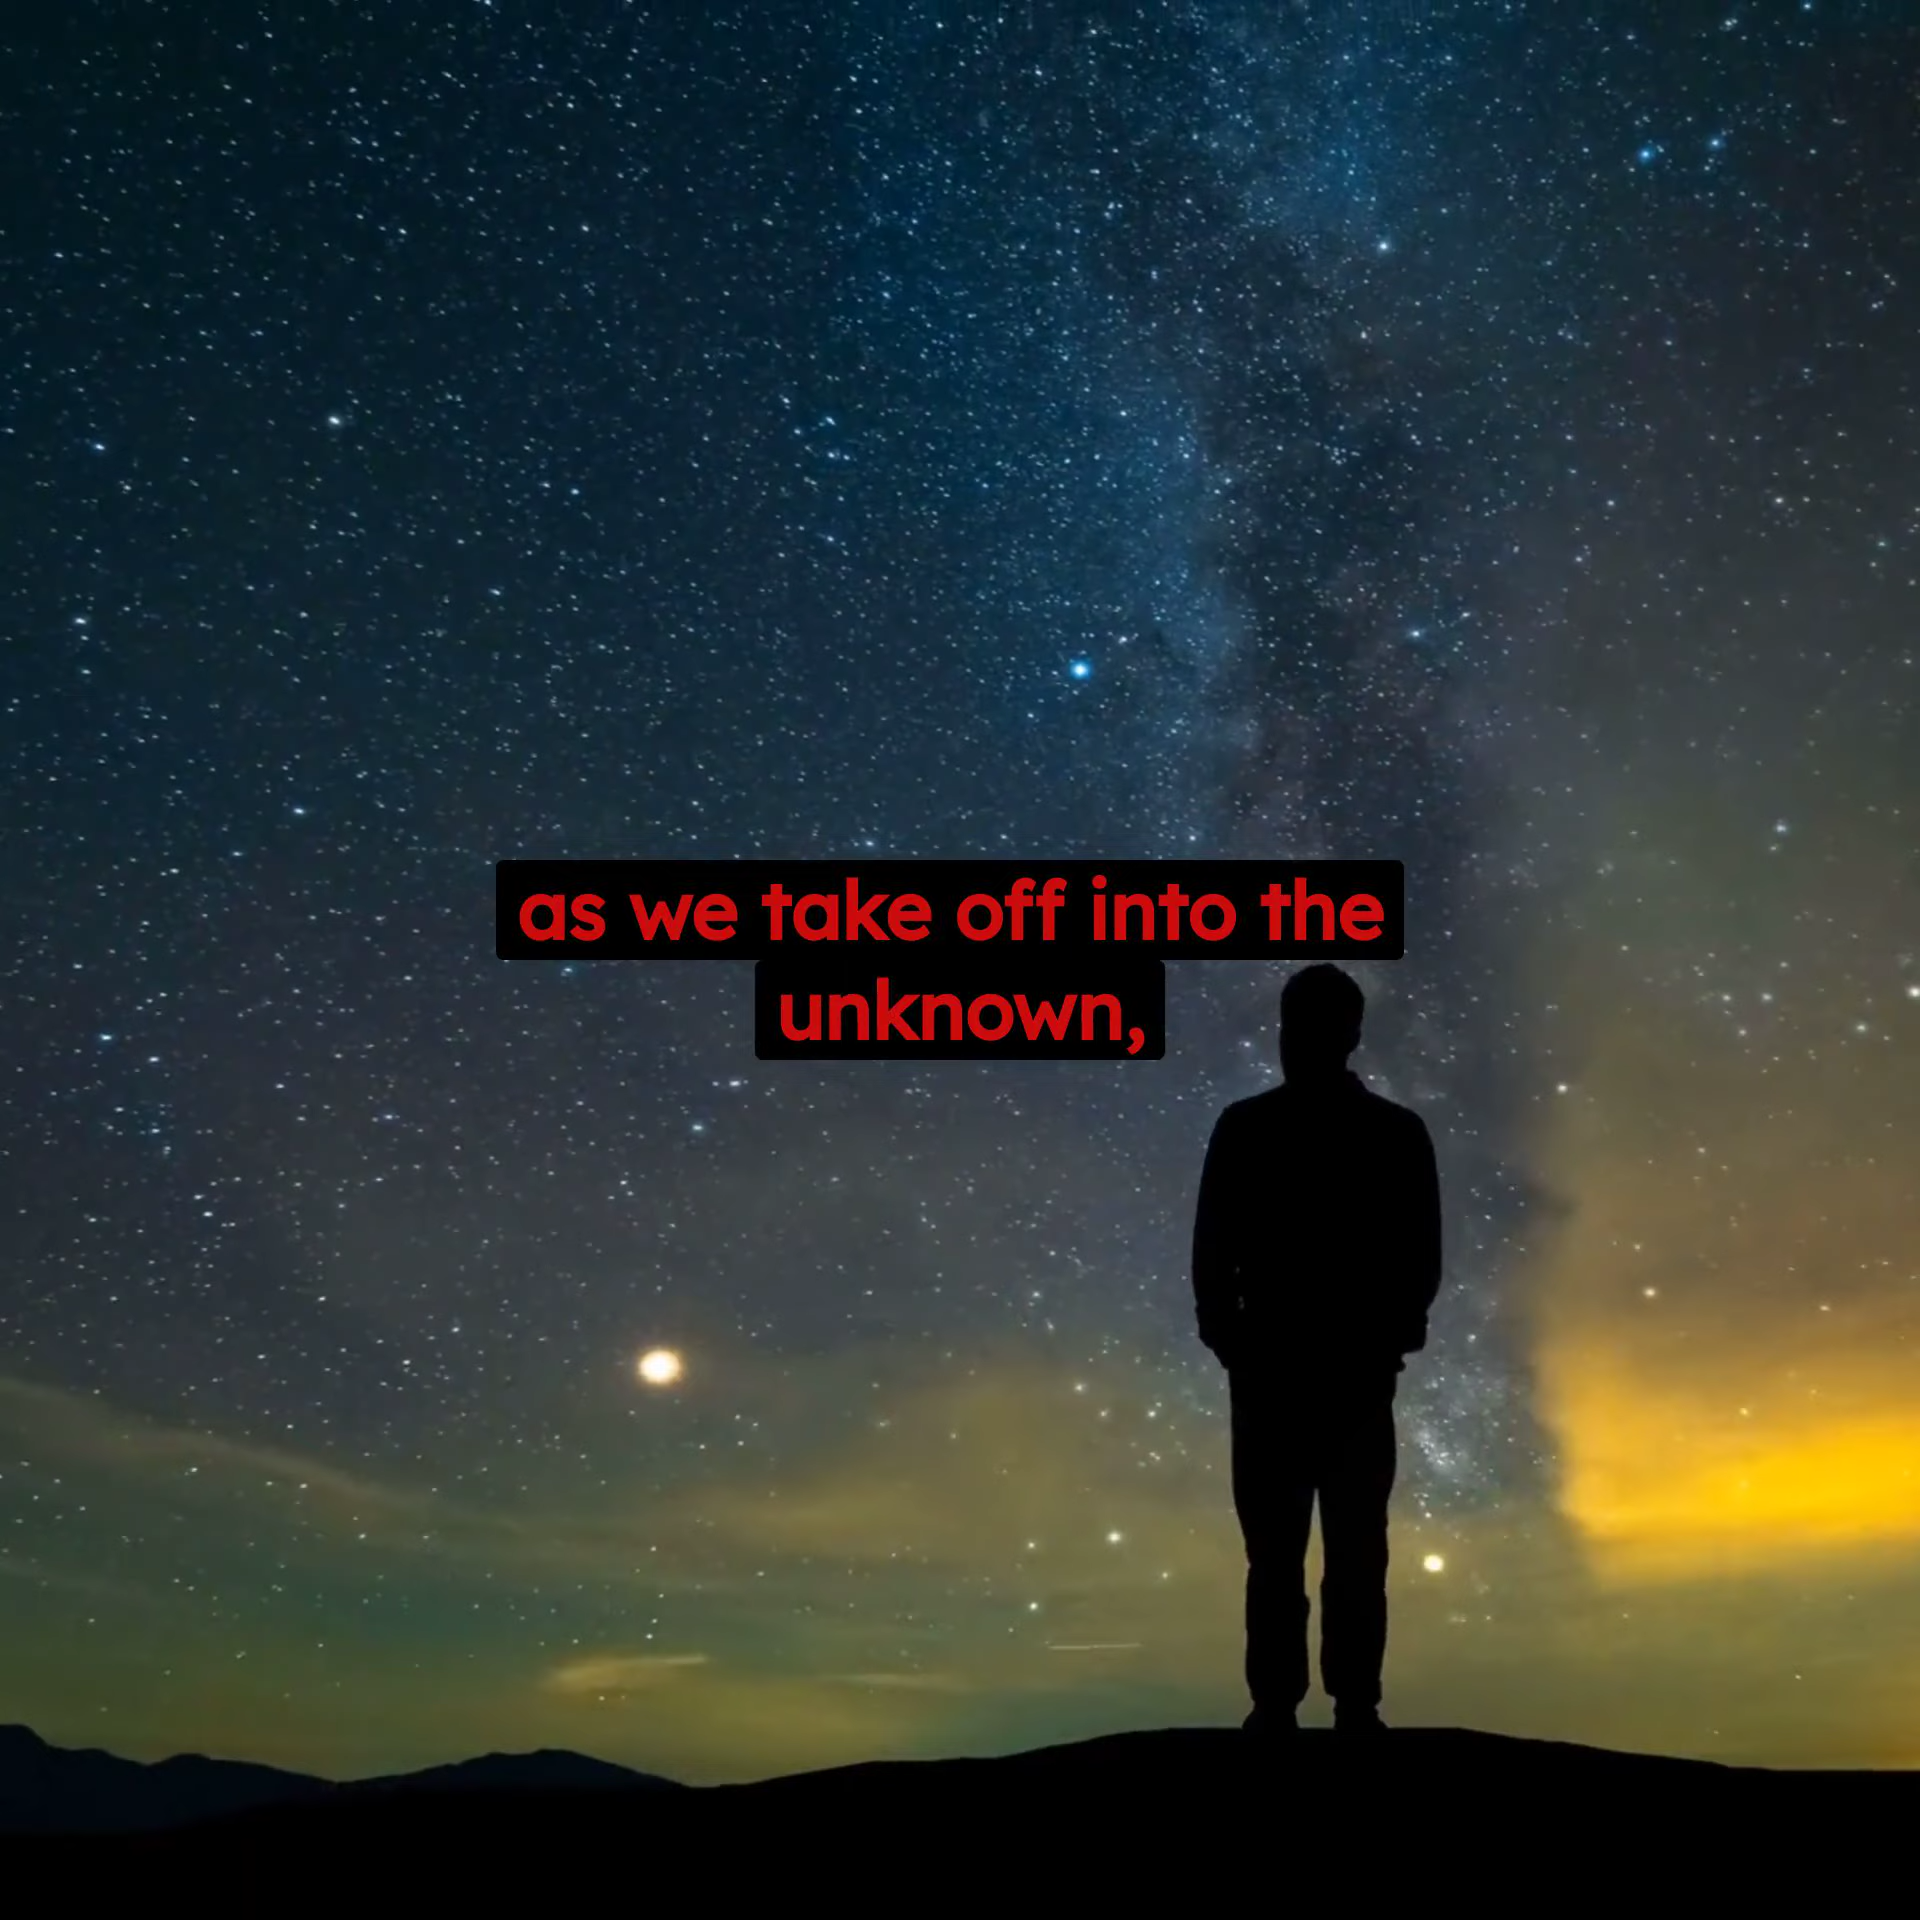 as we take off into the
unknown,